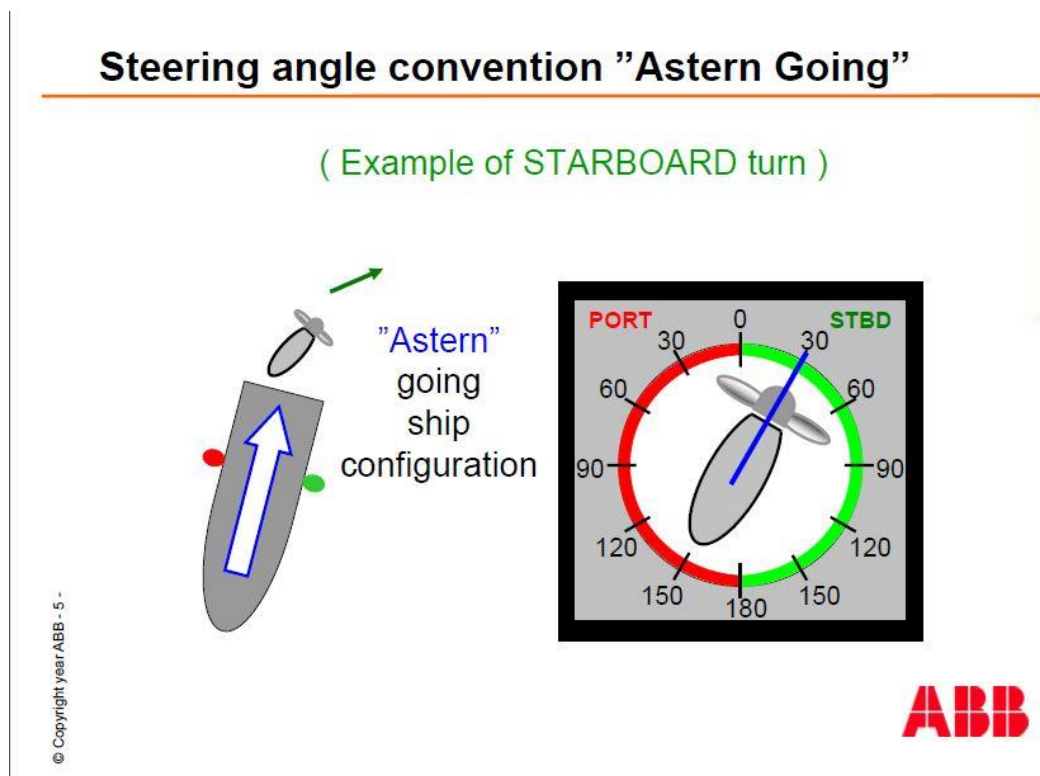 Steering angle convention ”Astern Going”
( Example of STARBOARD turn )
”Astern”
going
ship
configuration
PORT
0
STBD
30
30
60
60
90
90
120
120
150
180
150
© Copyright year ABB - 5 -
ABB